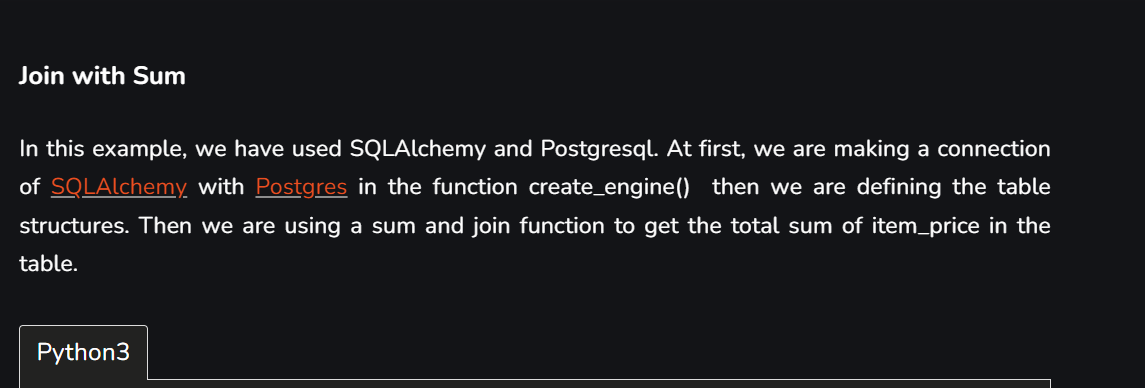 Join with Sum
In this example, we have used SQLAlchemy and Postgresql. At first, we are making a connection
of SQLAlchemy with Postgres in the function create_engine() then we are defining the table
structures. Then we are using a sum and join function to get the total sum of item_price in the
table.
Python3